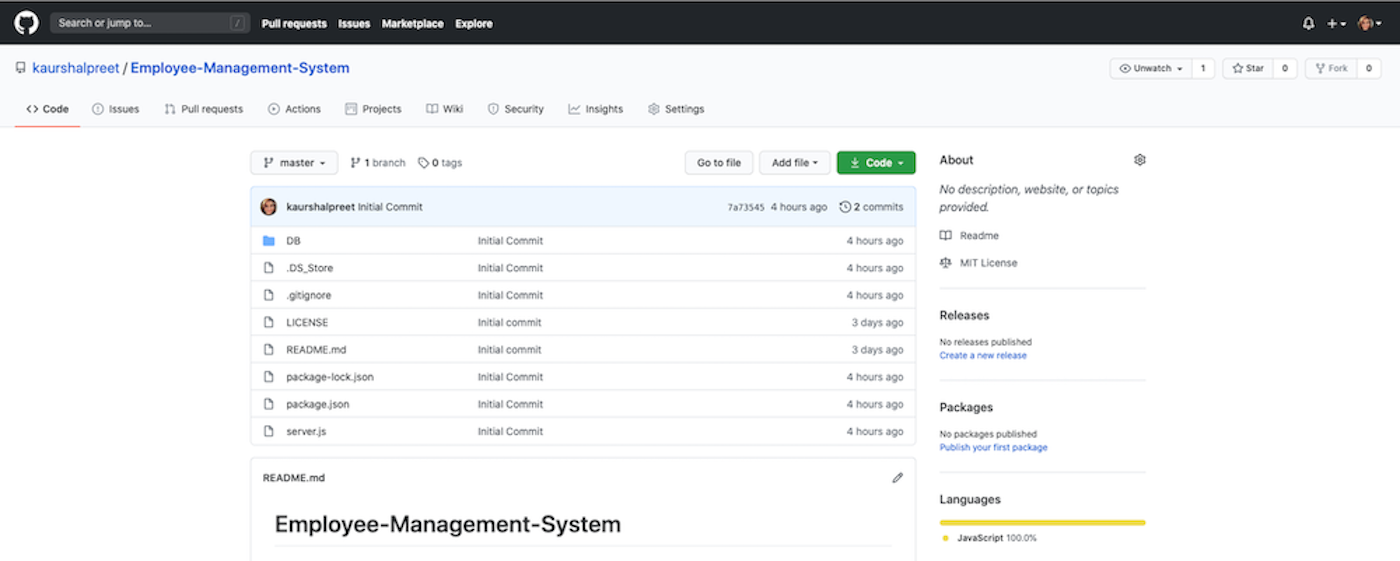 Search or jump to... / Pull requests Issues Marketplace Explore
kaurshalpreet / Employee-Management-System Unwatch 1 Star 0 Fork 0
<> Code Issues Pull requests Actions Projects Wiki Security Insights Settings
master 1 branch 0 tags Go to file Add file Code
kaurshalpreet Initial Commit 7a73545 4 hours ago 2 commits
DB Initial Commit 4 hours ago
.DS_Store Initial Commit 4 hours ago
.gitignore Initial Commit 4 hours ago
LICENSE Initial commit 3 days ago
README.md Initial commit 3 days ago
package-lock.json Initial Commit 4 hours ago
package.json Initial Commit 4 hours ago
server.js Initial Commit 4 hours ago
README.md
Employee-Management-System
About
No description, website, or topics
provided.
Readme
MIT License
Releases
No releases published
Create a new release
Packages
No packages published
Publish your first package
Languages
JavaScript 100.0%